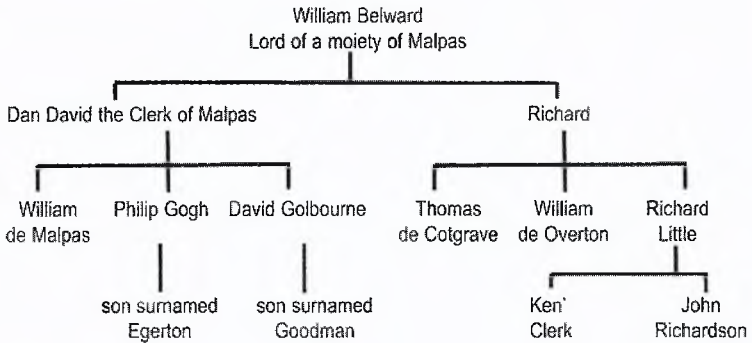 William Belward
Lord of a moiety of Malpas
Dan David the Clerk of Malpas
Richard
William
de Malpas
Philip Gogh
David Golbourne
Thomas
de Cotgrave
William
de Overton
Richard
Little
son surnamed
Egerton
son surnamed
Goodman
Ken'
Clerk
John
Richardson